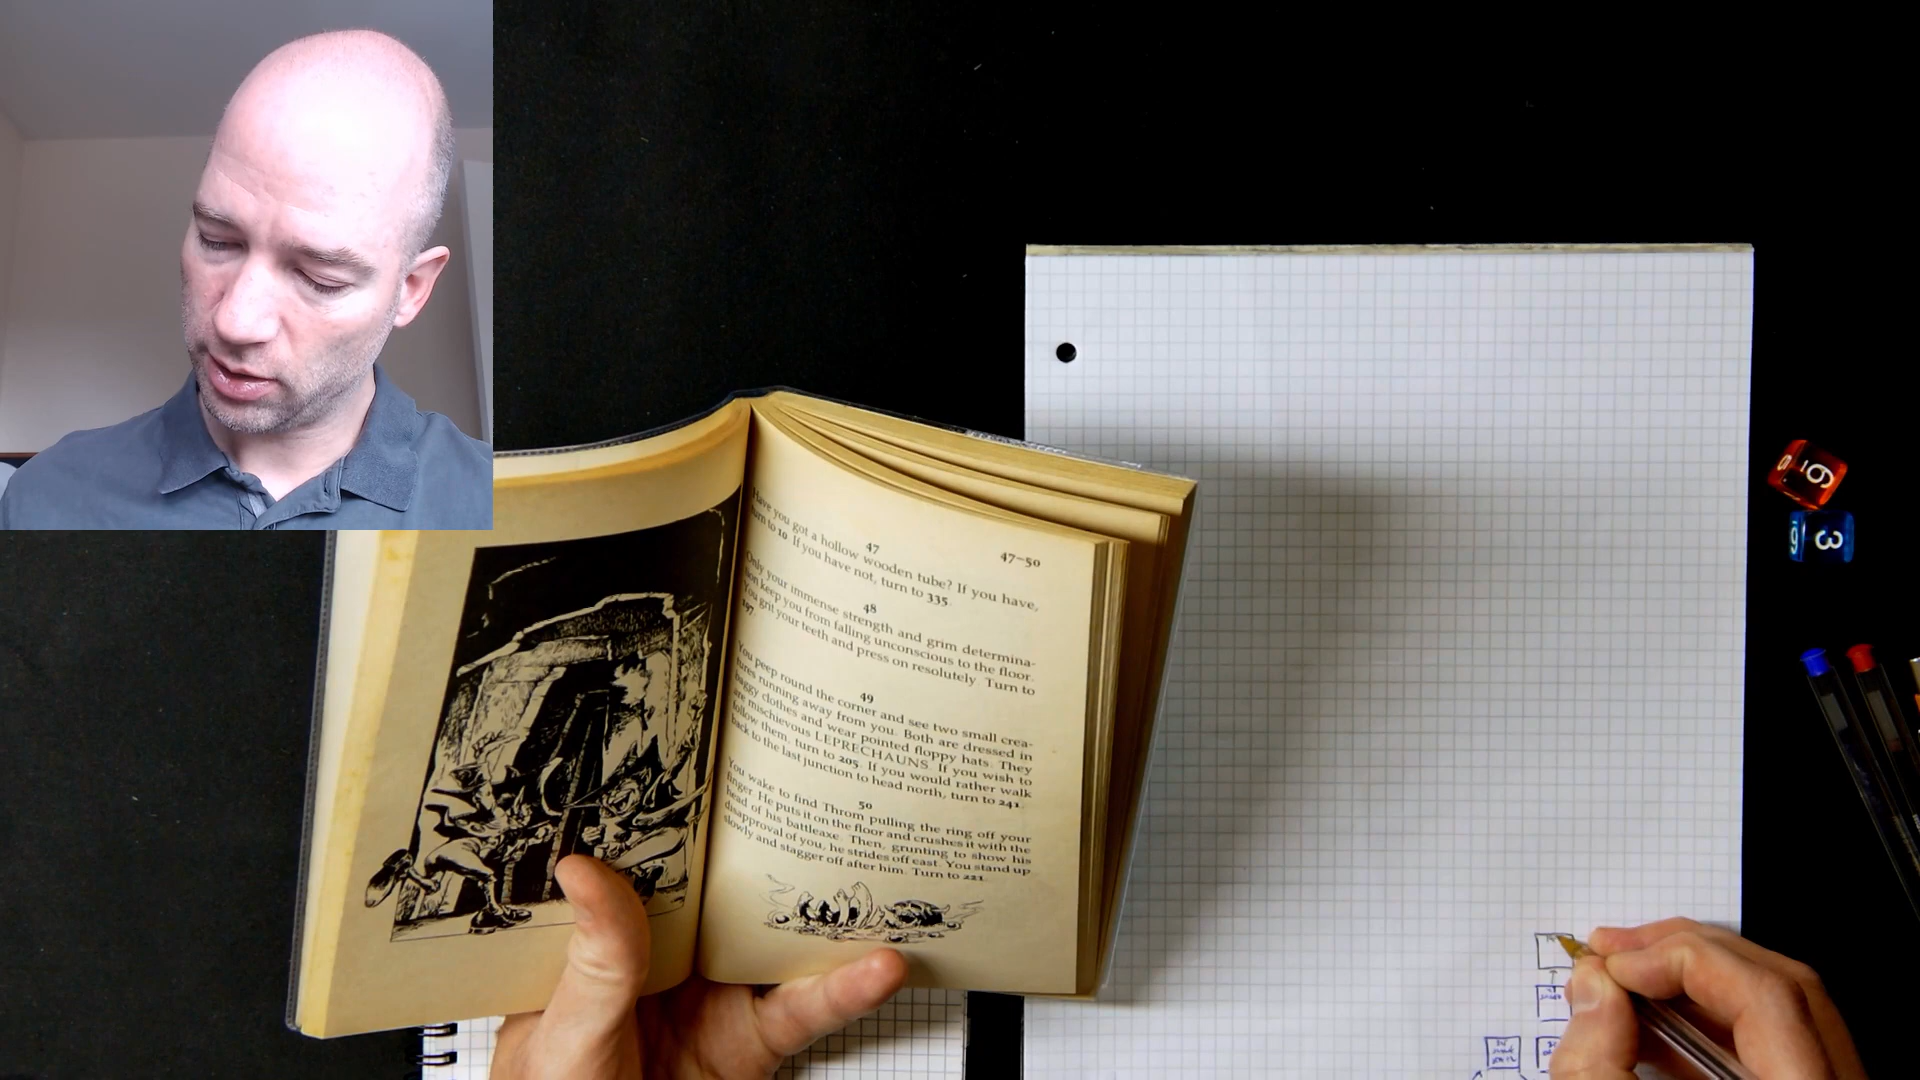 47–50
47
Have you got a hollow wooden tube? If you have,
turn to 10 If you have not, turn to 335.
48
Only your immense strength and grim determina-
tion keep you from falling unconscious to the floor.
You grit your teeth and press on resolutely Turn to
197
49
You peep round the corner and see two small crea-
tures running away from you. Both are dressed in
baggy clothes and wear pointed floppy hats. They
are mischievous LEPRECHAUNS. If you wish to
follow them, turn to 205. If you would rather walk
back to the last junction to head north, turn to 241.
50
You wake to find Throm pulling the ring off your
finger. He puts it on the floor and crushes it with the
head of his battleaxe. Then, grunting to show his
disapproval of you, he strides off east. You stand up
slowly and stagger off after him. Turn to 221.
6
3